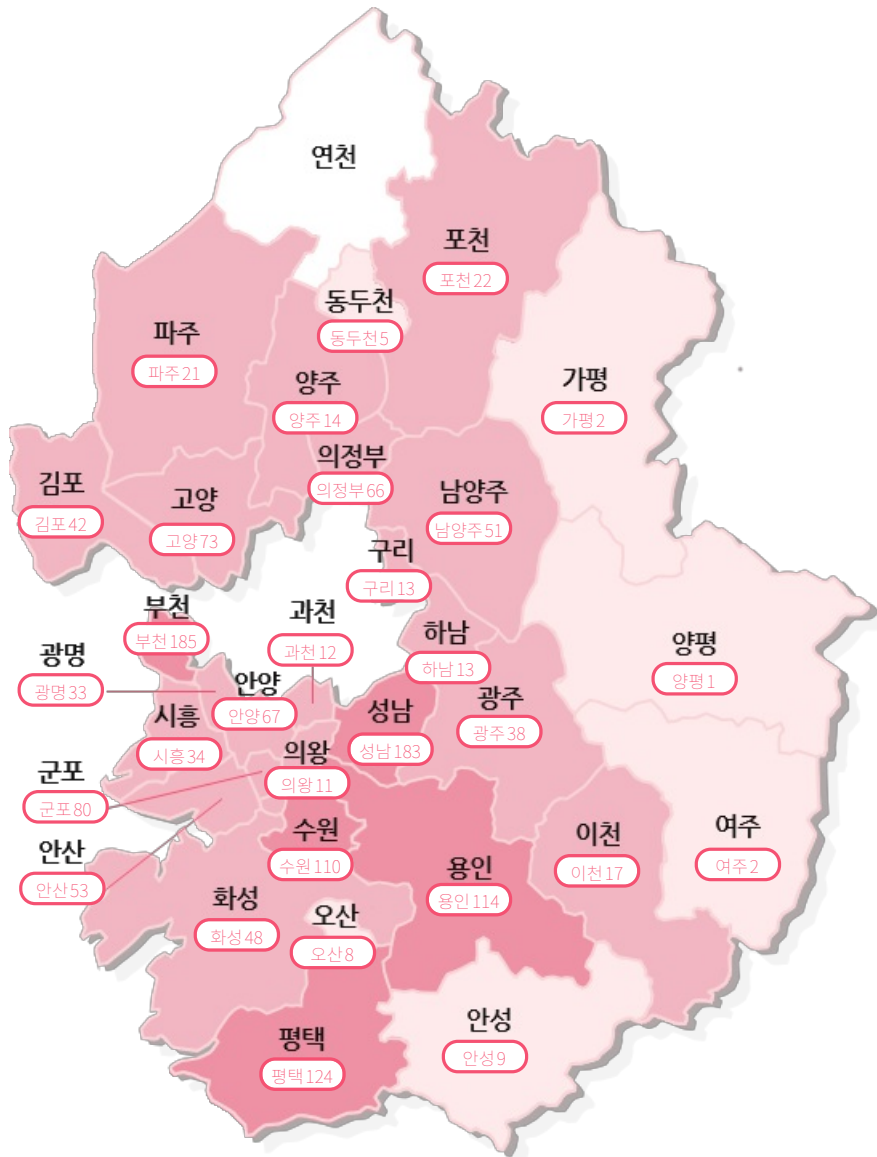 연천
포천
포천22
동두천
동두천5
파주
파주21
양주
양주14
가평
가평2
의정부
의정부66
김포
김포42
고양
고양73
남양주
남양주51
구리
구리13
부천
부천185
과천
과천12
하남
하남13
양평
양평1
광명
광명33
안양
안양67
시흥
시흥34
성남
성남183
광주
광주38
의왕
의왕11
군포
군포80
수원
수원110
이천
이천17
여주
여주2
안산
안산53
용인
용인114
화성
화성48
오산
오산8
안성
안성9
평택
평택124